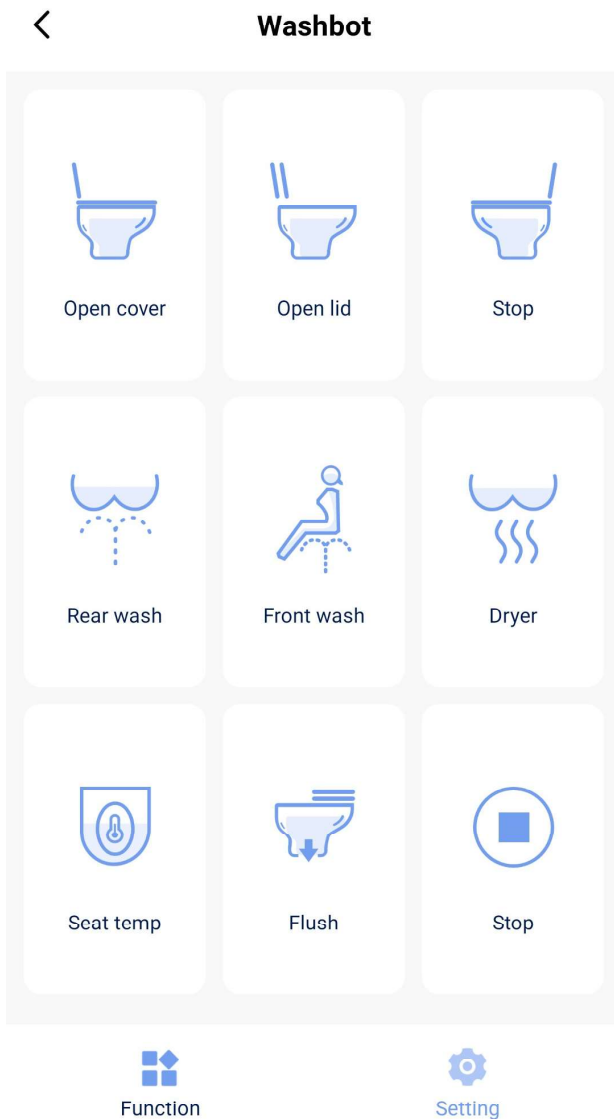 Washbot
Open cover
Open lid
Stop
Rear wash
Front wash
Dryer
Seat temp
Flush
Stop
Function
Setting